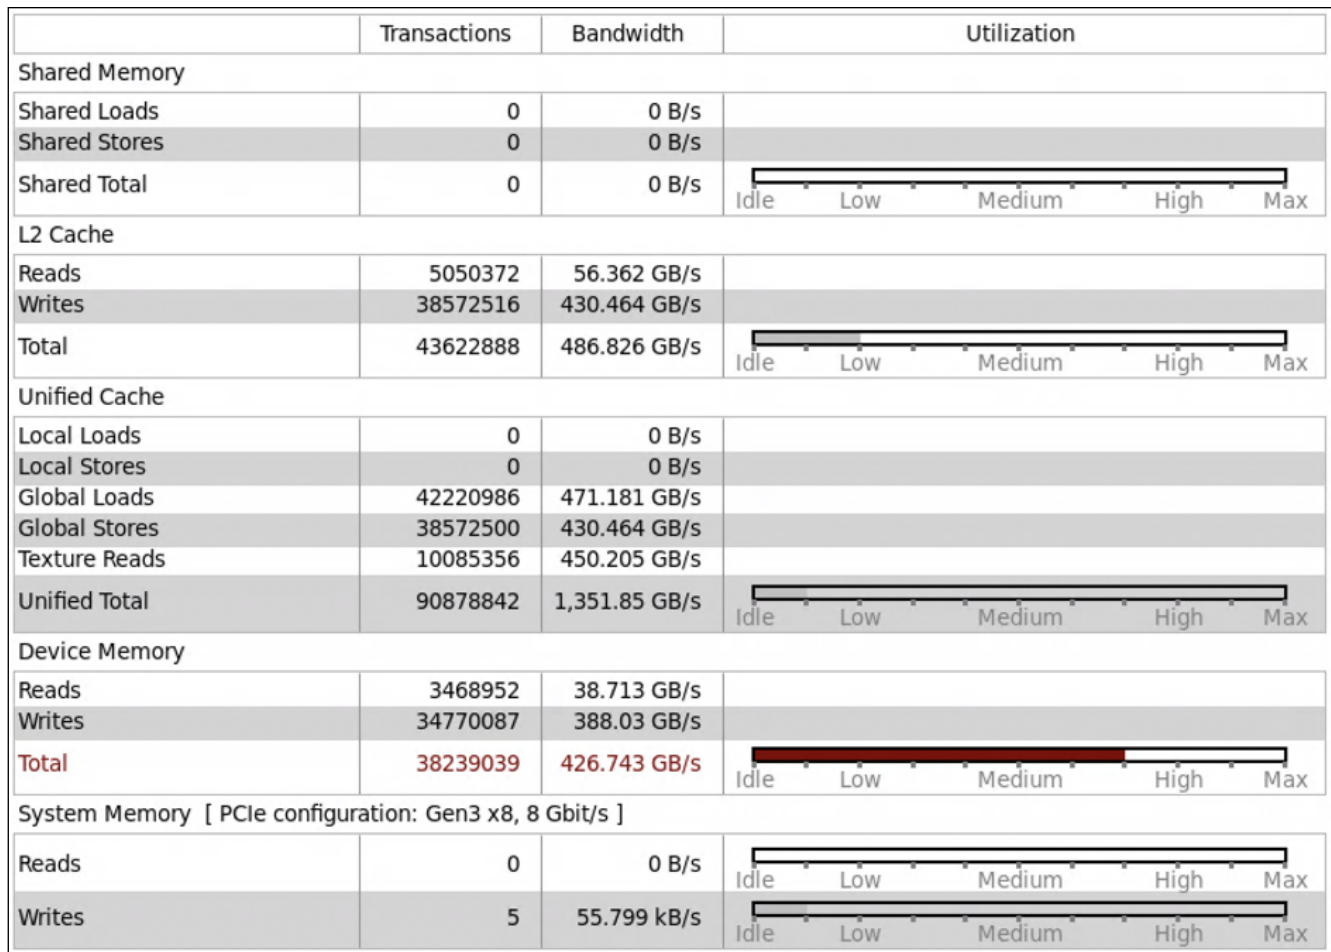 Transactions Bandwidth Utilization
Shared Memory
Shared Loads 0 0 B/s
Shared Stores 0 0 B/s
Shared Total 0 0 B/s
Idle Low Medium High Max
L2 Cache
Reads 5050372 56.362 GB/s
Writes 38572516 430.464 GB/s
Total 43622888 486.826 GB/s
Idle Low Medium High Max
Unified Cache
Local Loads 0 0 B/s
Local Stores 0 0 B/s
Global Loads 42220986 471.181 GB/s
Global Stores 38572500 430.464 GB/s
Texture Reads 10085356 450.205 GB/s
Unified Total 90878842 1,351.85 GB/s
Idle Low Medium High Max
Device Memory
Reads 3468952 38.713 GB/s
Writes 34770087 388.03 GB/s
Total 38239039 426.743 GB/s
Idle Low Medium High Max
System Memory [ PCIe configuration: Gen3 x8, 8 Gbit/s ]
Reads 0 0 B/s
Idle Low Medium High Max
Writes 5 55.799 kB/s
Idle Low Medium High Max